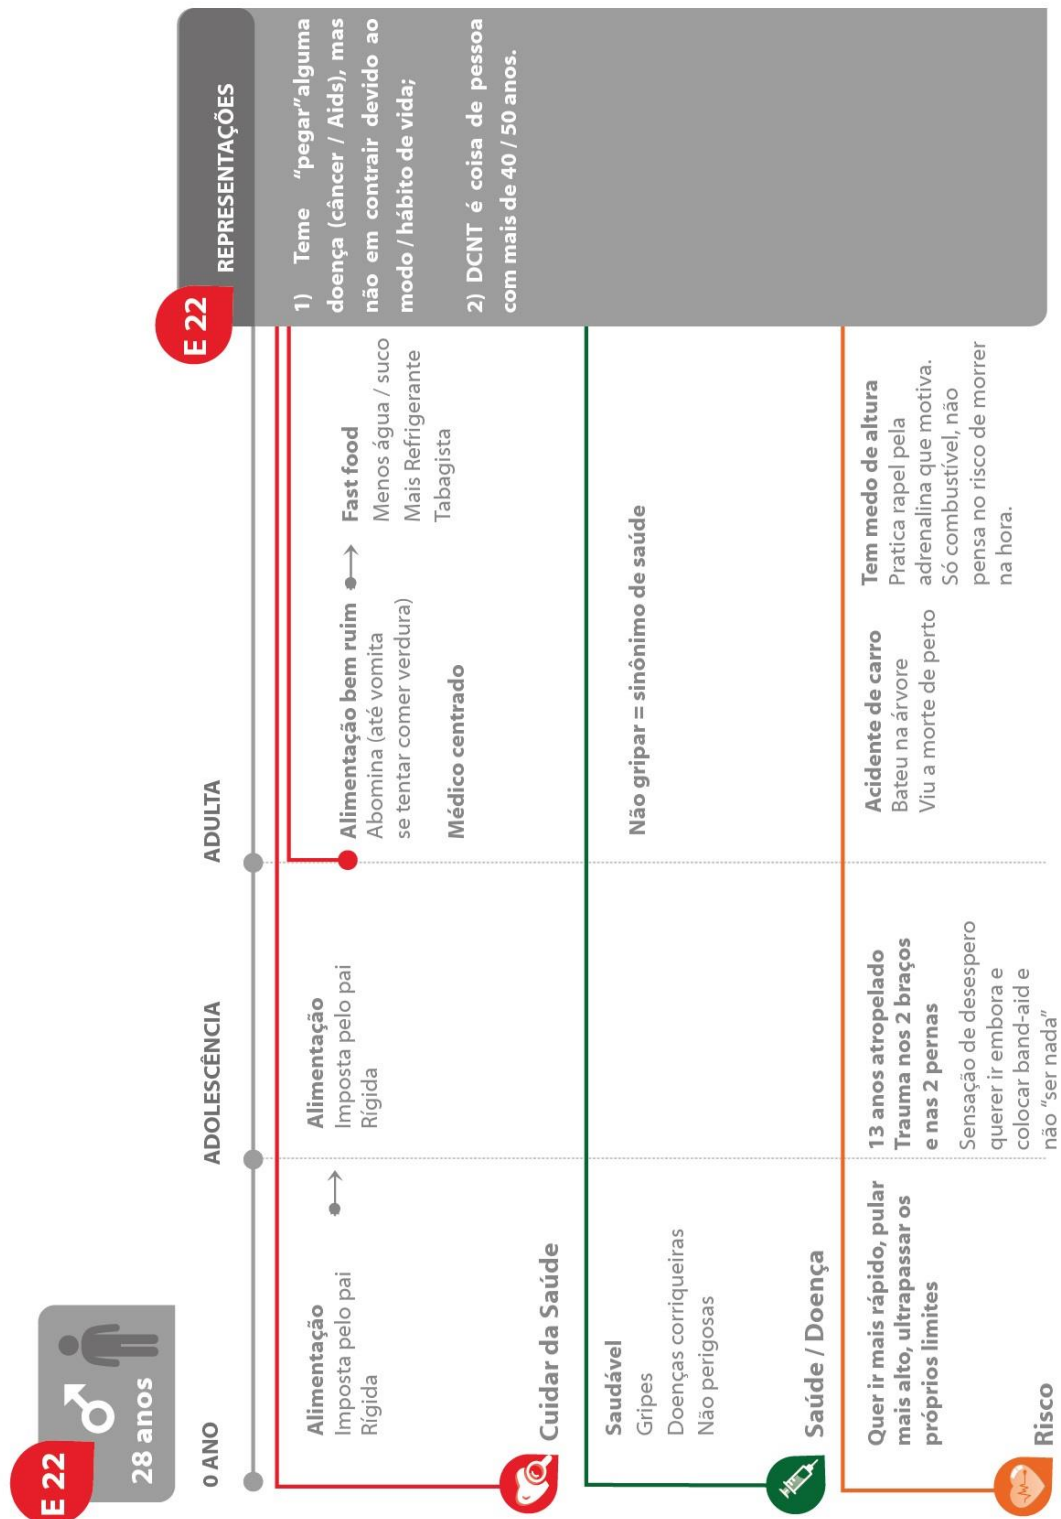 E 22
28 anos
0 ANO
ADOLESCÊNCIA
ADULTA
E 22
REPRESENTAÇÕES
Alimentação
Imposta pelo pai
Rígida
Alimentação
Imposta pelo pai
Rígida
Alimentação bem ruim
Abomina (até vomita
se tentar comer verdura)
Médico centrado
Fast food
Menos água / suco
Mais Refrigerante
Tabagista
Cuidar da Saúde
Saudável
Gripes
Doenças corriqueiras
Não perigosas
Não gripar = sinônimo de saúde
Saúde / Doença
Quer ir mais rápido, pular
mais alto, ultrapassar os
próprios limites
13 anos atropelado
Trauma nos 2 braços
e nas 2 pernas
Sensação de desespero
querer ir embora e
colocar band-aid e
não “ser nada”
Acidente de carro
Bateu na árvore
Viu a morte de perto
Tem medo de altura
Pratica rapel pela
adrenalina que motiva.
Só combustível, não
pensa no risco de morrer
na hora.
Risco
1) Teme “pegar”alguma
doença (câncer / Aids), mas
não em contrair devido ao
modo / hábito de vida;
2) DCNT é coisa de pessoa
com mais de 40 / 50 anos.